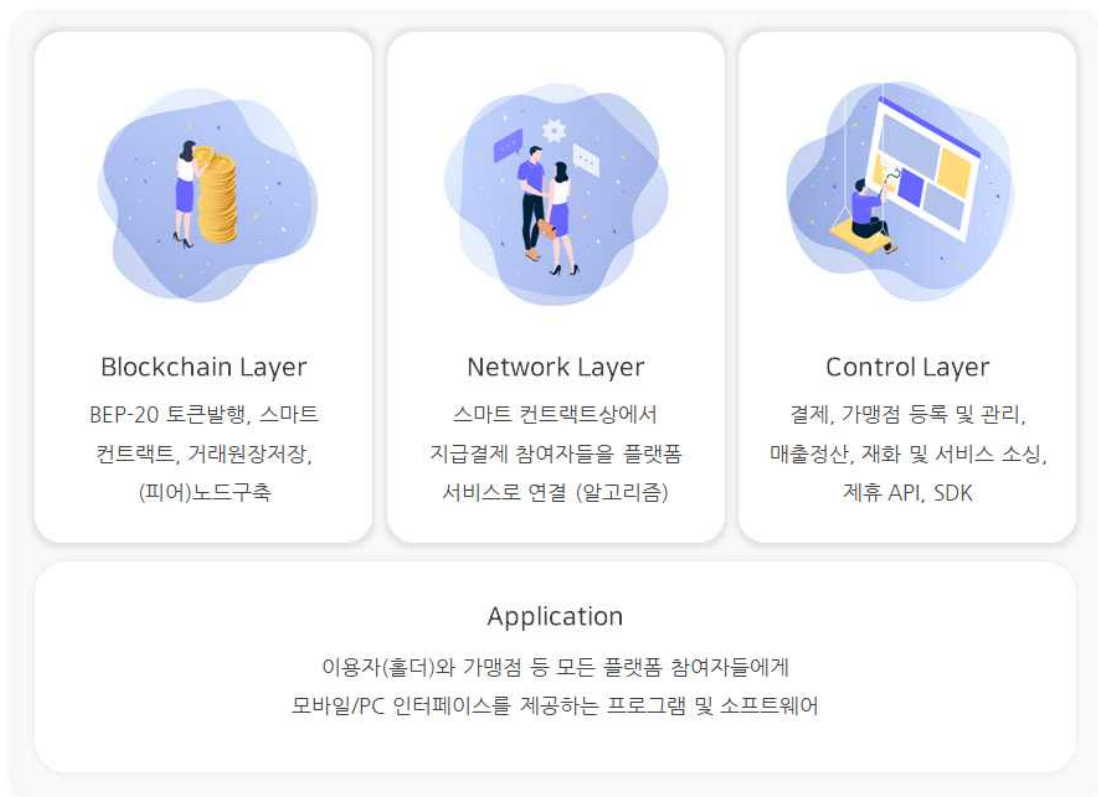 Blockchain Layer
BEP-20 토큰발행, 스마트
컨트랙트, 거래원장저장,
(피어)노드구축
Network Layer
스마트 컨트랙트상에서
지급결제 참여자들을 플랫폼
서비스로 연결 (알고리즘)
Control Layer
결제, 가맹점 등록 및 관리,
매출정산, 재화 및 서비스 소싱,
제휴 API, SDK
Application
이용자(홀더)와 가맹점 등 모든 플랫폼 참여자들에게
모바일/PC 인터페이스를 제공하는 프로그램 및 소프트웨어